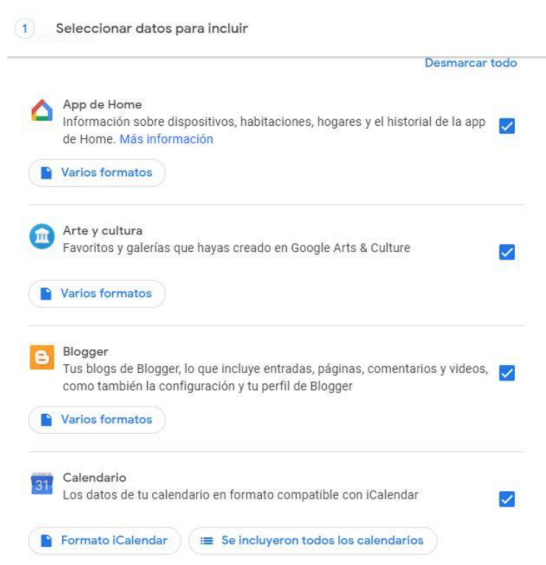 1 Seleccionar datos para incluir
Desmarcar todo
App de Home
Información sobre dispositivos, habitaciones, hogares y el historial de la app
de Home. Más información
Varios formatos
Arte y cultura
Favoritos y galerías que hayas creado en Google Arts & Culture
Varios formatos
Blogger
Tus blogs de Blogger, lo que incluye entradas, páginas, comentarios y videos,
como también la configuración y tu perfil de Blogger
Varios formatos
31
Calendario
Los datos de tu calendario en formato compatible con iCalendar
Formato iCalendar Se incluyeron todos los calendarios